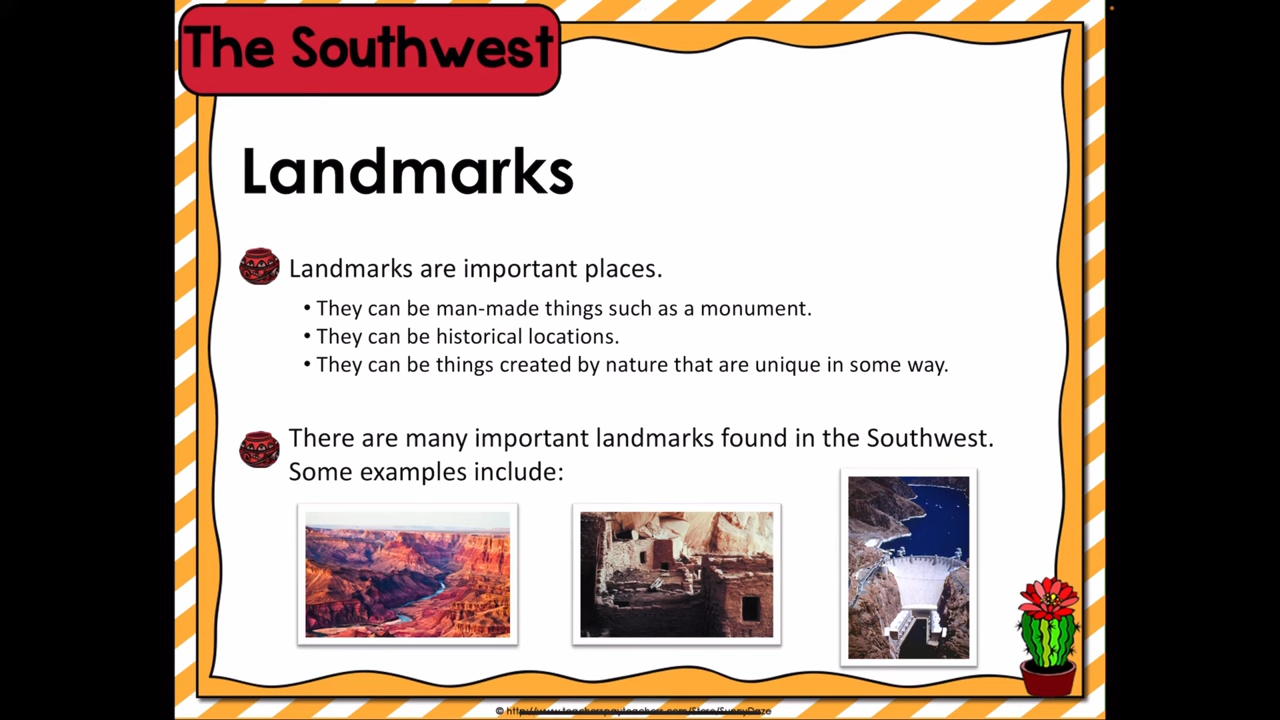 The Southwest
Landmarks
Landmarks are important places.
• They can be man-made things such as a monument.
• They can be historical locations.
• They can be things created by nature that are unique in some way.
There are many important landmarks found in the Southwest.
Some examples include:
© http://www.teacherspayteachers.com/Store/SunnyDaze